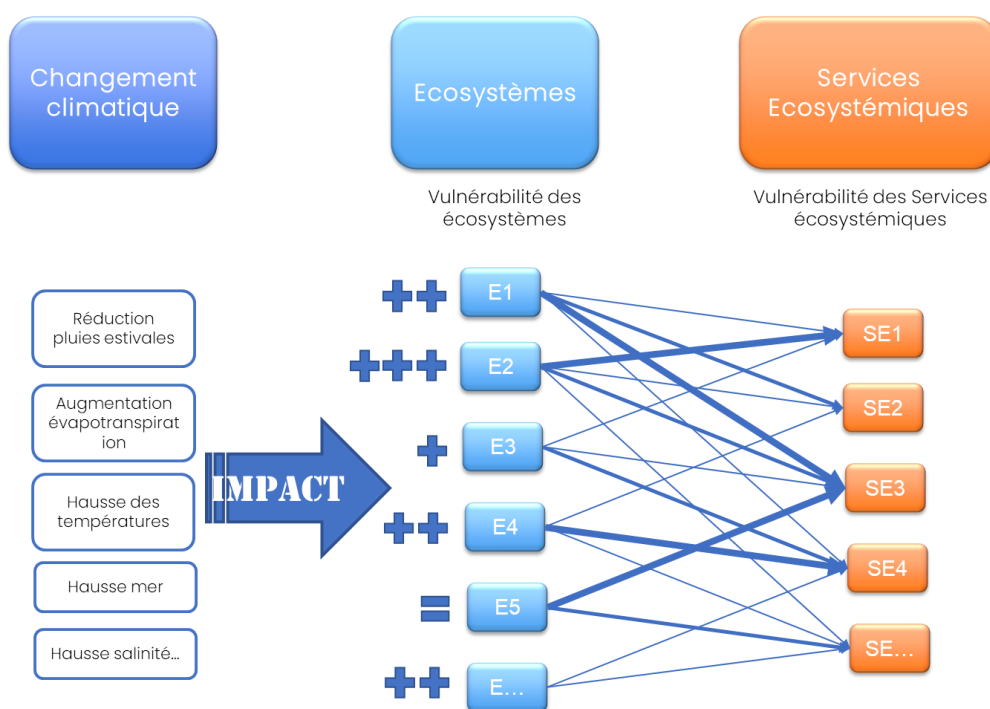 Changement
climatique
Ecosystèmes
Services
Ecosystémiques
Vulnérabilité des
écosystèmes
Vulnérabilité des Services
écosystémiques
Réduction
pluies estivales
Augmentation
évapotranspirat
ion
Hausse des
températures
Hausse mer
Hausse salinité...
IMPACT
++
E1
+++
E2
+
E3
++
E4
=
E5
++
E...
SE1
SE2
SE3
SE4
SE...